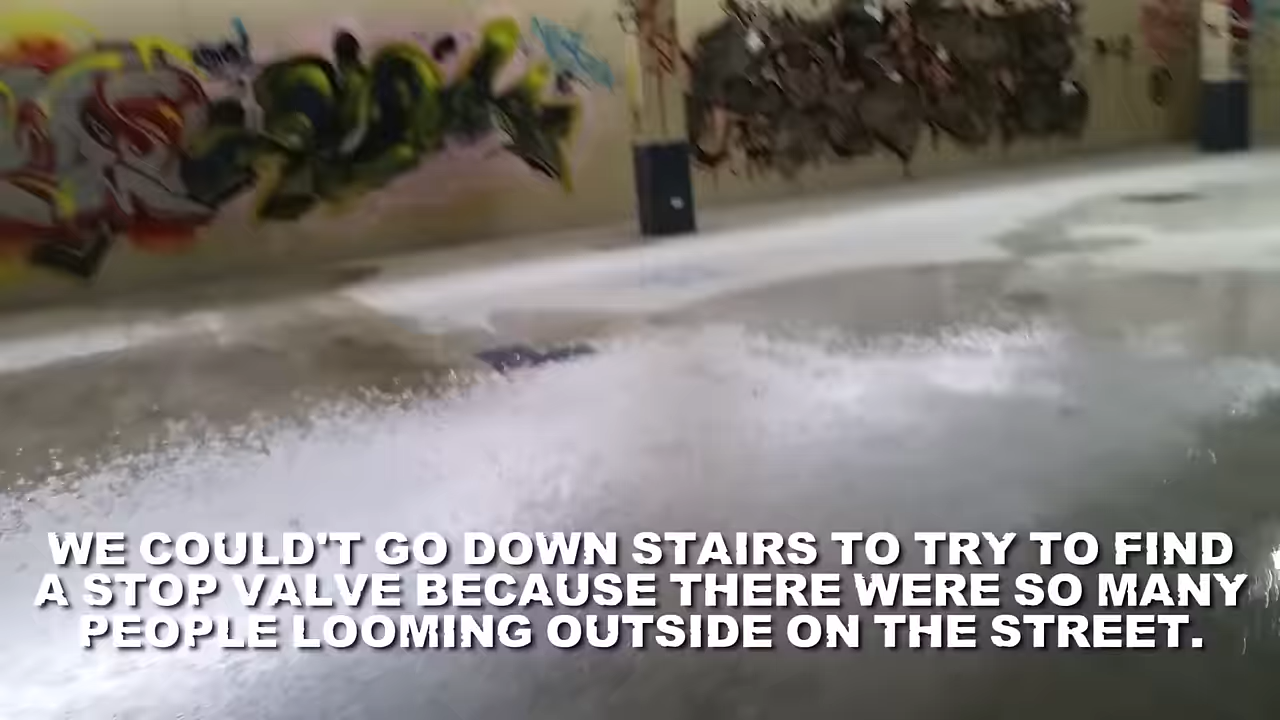 WE COULD'T GO DOWN STAIRS TO TRY TO FIND
A STOP VALVE BECAUSE THERE WERE SO MANY
PEOPLE LOOMING OUTSIDE ON THE STREET.